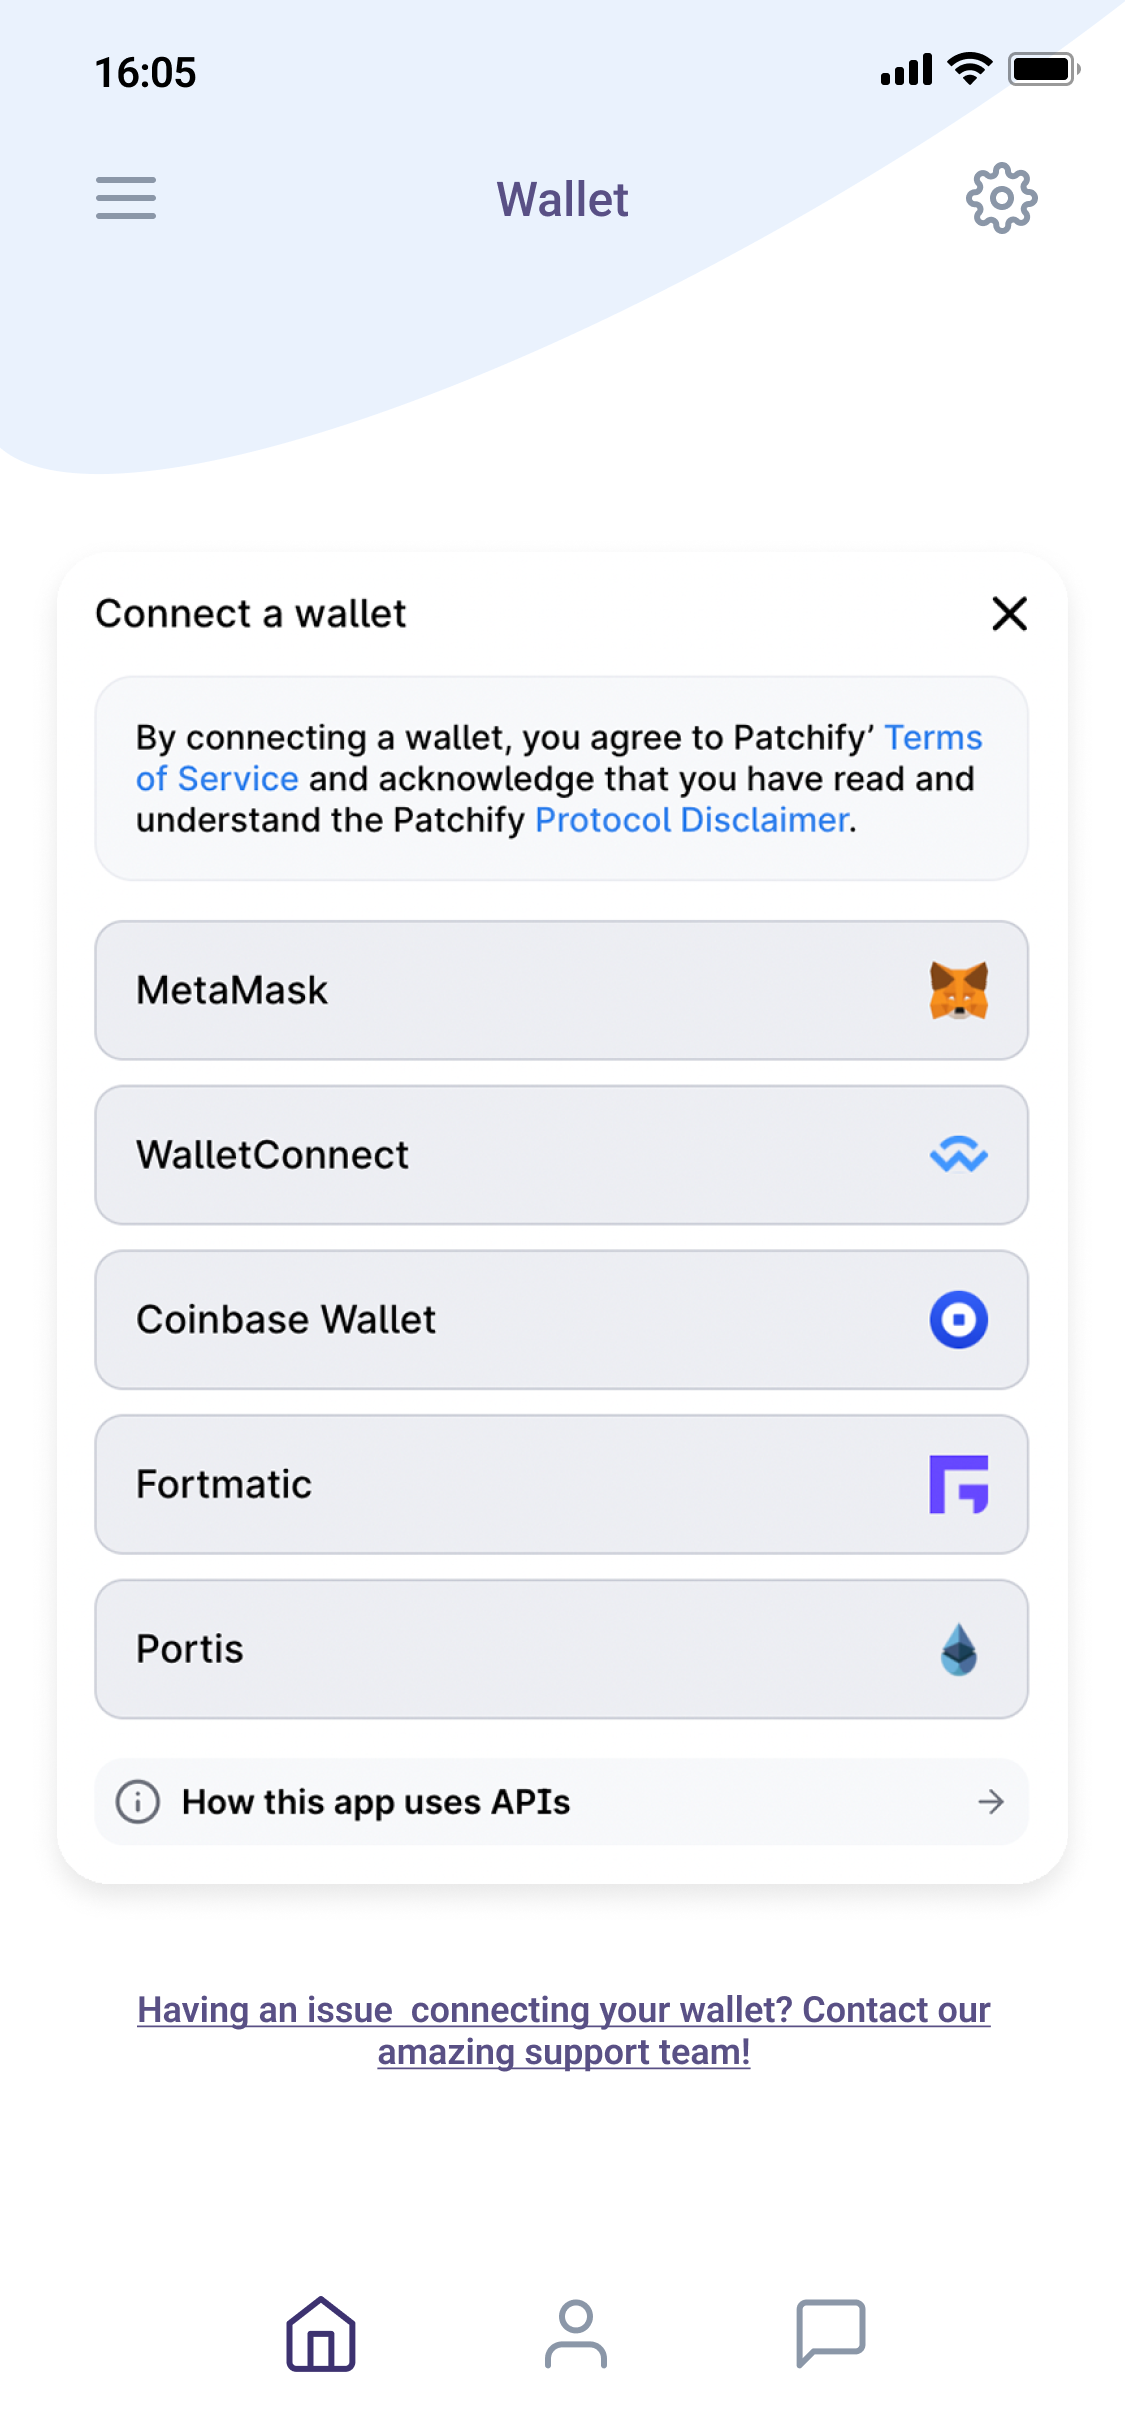 16:05
Wallet
Connect a wallet
By connecting a wallet, you agree to Patchify’ Terms
of Service and acknowledge that you have read and
understand the Patchify Protocol Disclaimer.
MetaMask
WalletConnect
Coinbase Wallet
Fortmatic
Portis
How this app uses APIs
Having an issue  connecting your wallet? Contact our
amazing support team!